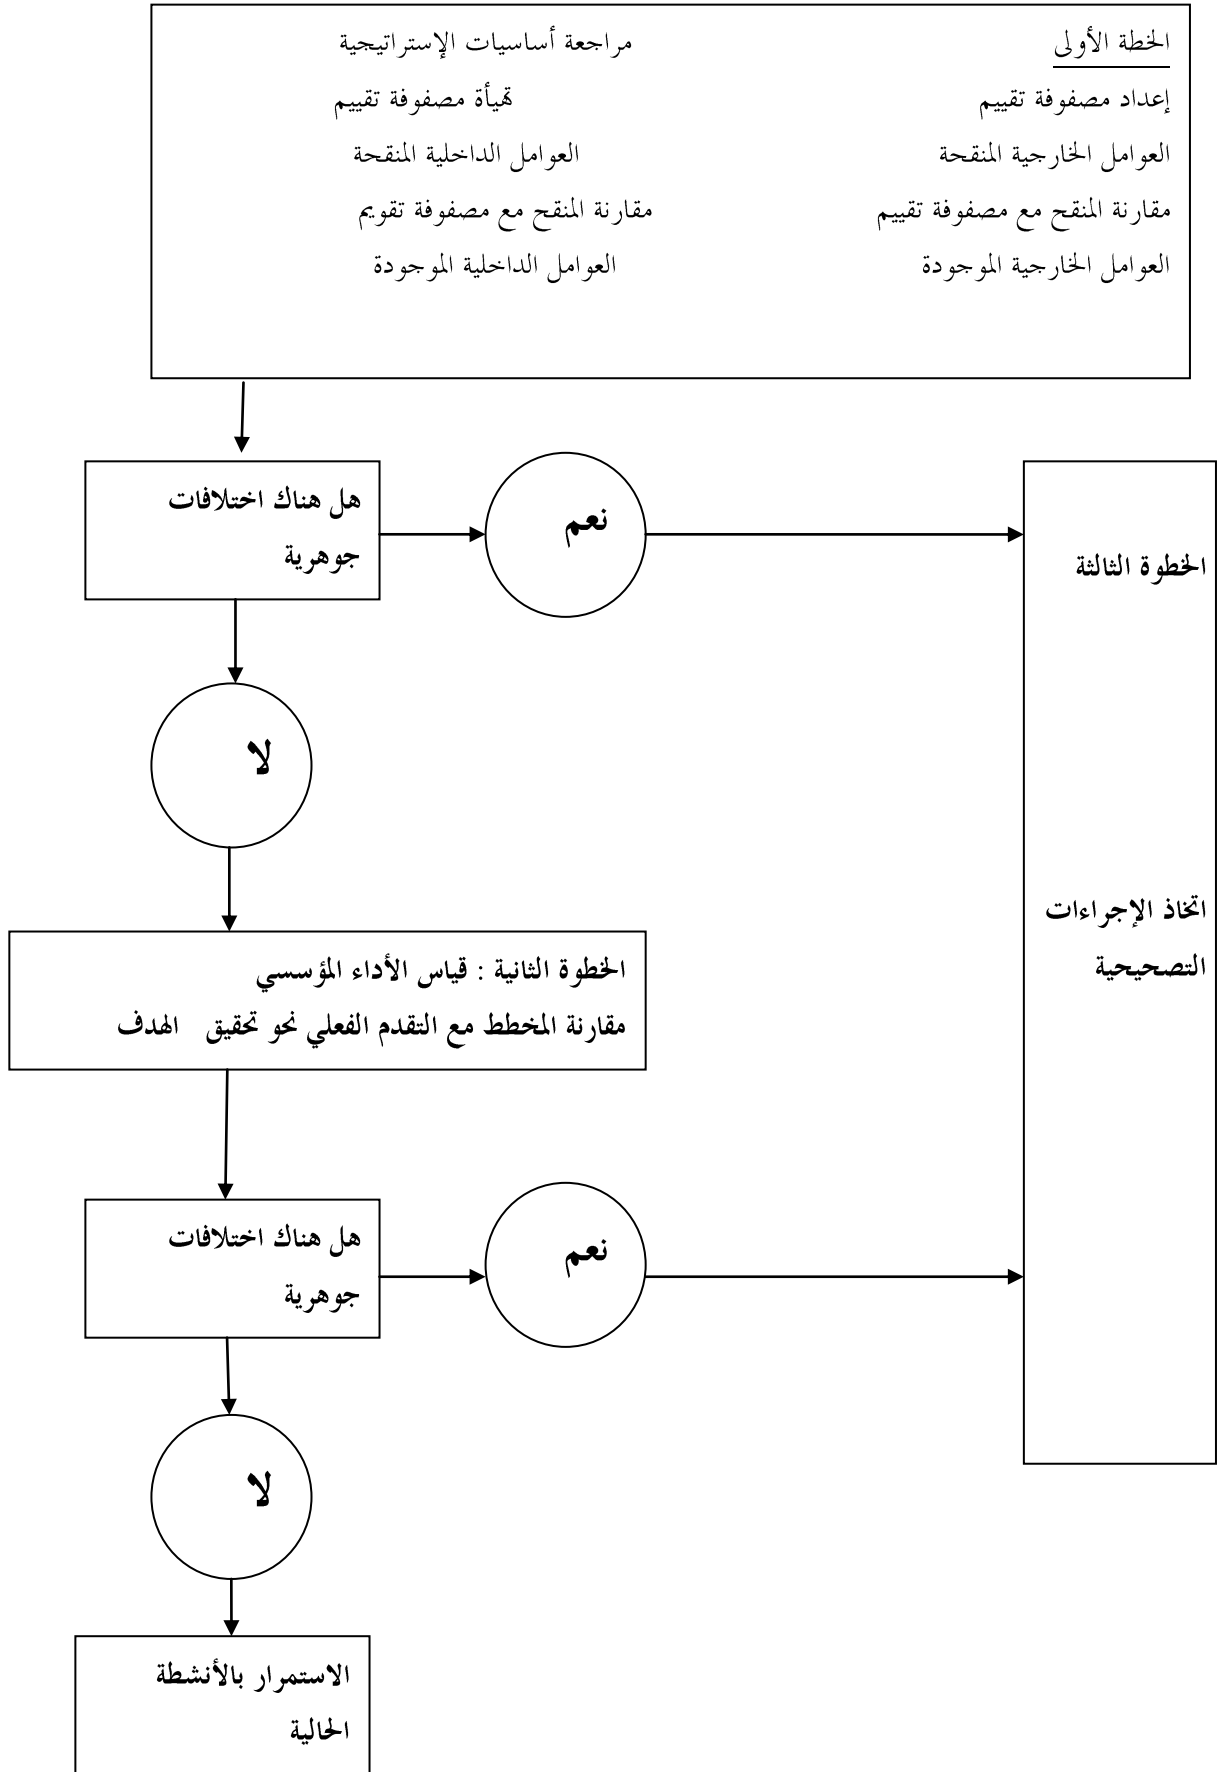 الخطة الأولى مراجعة أساسيات الإستراتيجية
إعداد مصفوفة تقييم تهيأة مصفوفة تقييم
العوامل الخارجية المنقحة العوامل الداخلية المنقحة
مقارنة المنقح مع مصفوفة تقييم مقارنة المنقح مع مصفوفة تقويم
العوامل الخارجية الموجودة العوامل الداخلية الموجودة
هل هناك اختلافات
جوهرية
نعم
الخطوة الثالثة
لا
اتخاذ الإجراءات
التصحيحية
الخطوة الثانية : قياس الأداء المؤسسي
مقارنة المخطط مع التقدم الفعلي نحو تحقيق الهدف
هل هناك اختلافات
جوهرية
نعم
لا
الاستمرار بالأنشطة
الحالية